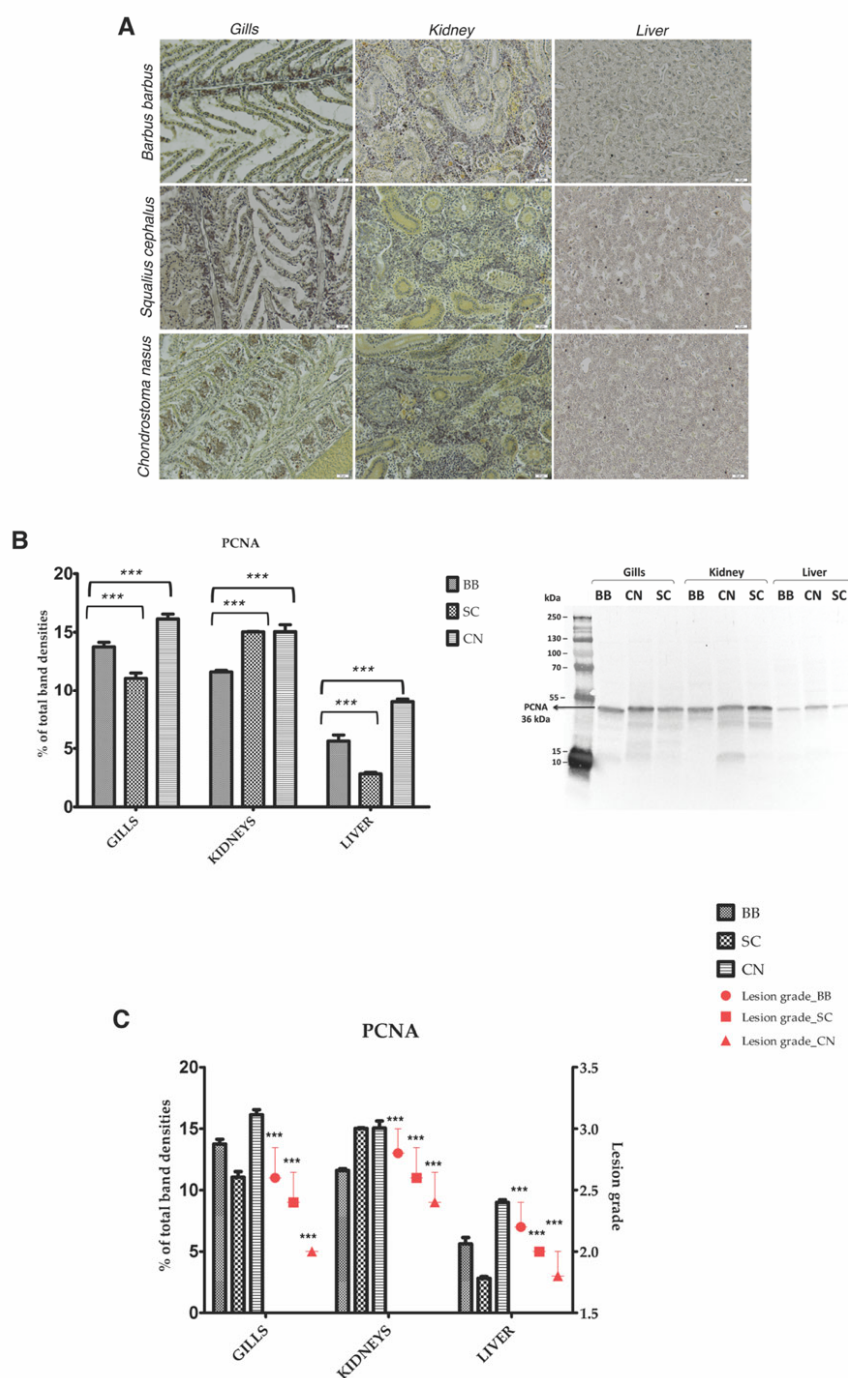 A
Gills Kidney Liver
Barbus barbus
Squalius cephalus
Chondrostoma nasus
B
PCNA
% of total band densities
20
15
10
5
0
*** *** *** *** *** ***
GILLS KIDNEYS LIVER
BB
SC
CN
Gills Kidney Liver
kDa BB CN SC BB CN SC BB CN SC
250
130
100
70
55
PCNA
36 kDa
15
10
BB
SC
CN
Lesion grade_BB
Lesion grade_SC
Lesion grade_CN
C
PCNA
% of total band densities
20
15
10
5
0
*** *** *** *** *** *** *** *** ***
3.5
3.0
2.5
2.0
1.5
Lesion grade
GILLS KIDNEYS LIVER